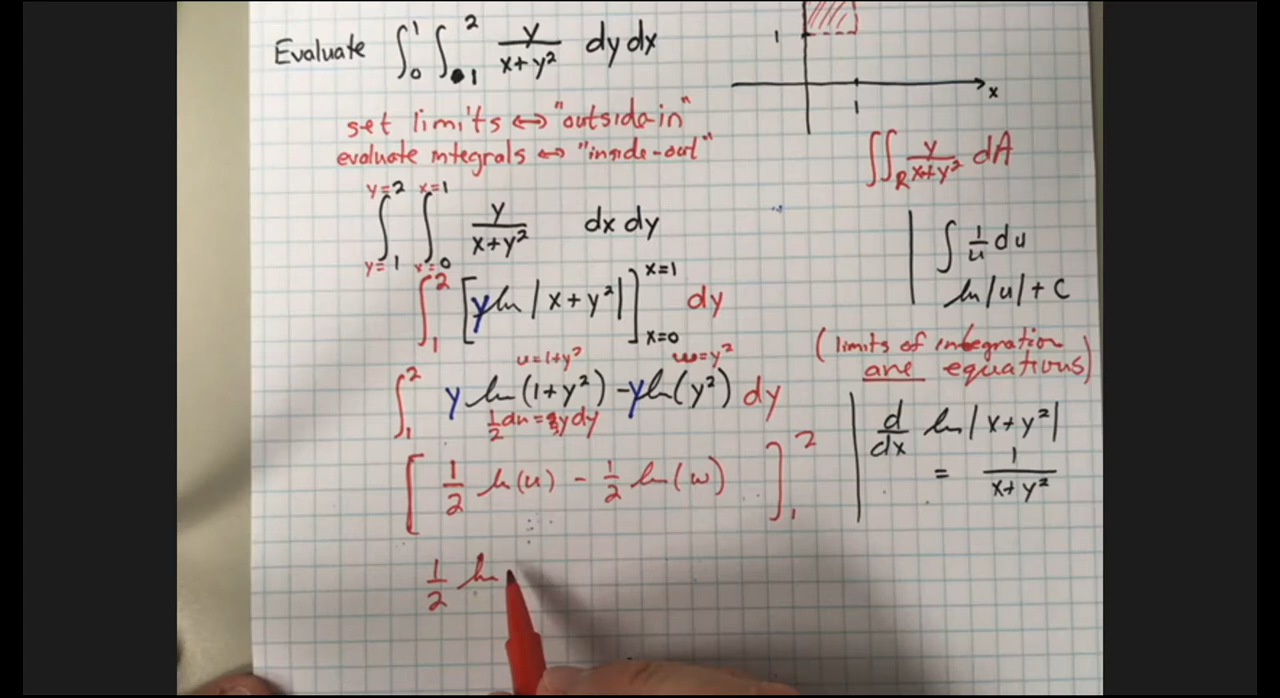 Evaluate ∫₀¹ ∫₁² y/(x+y²) dy dx
1
x
1
set limits ↔ "outside-in"
evaluate integrals ↔ "inside-out"
∬_R y/(x+y²) dA
∫_{y=1}^{y=2} ∫_{x=0}^{x=1} y/(x+y²) dx dy
∫ 1/u du
ln|u| + C
∫₁² [y ln|x+y²|]_{x=0}^{x=1} dy
(limits of integration
are equations)
u=1+y² w=y²
∫₁² y ln(1+y²) - y ln(y²) dy
½ du = y dy
d/dx ln|x+y²|
= 1/(x+y²)
[½ ln(u) - ½ ln(w)]₁²
½ ln